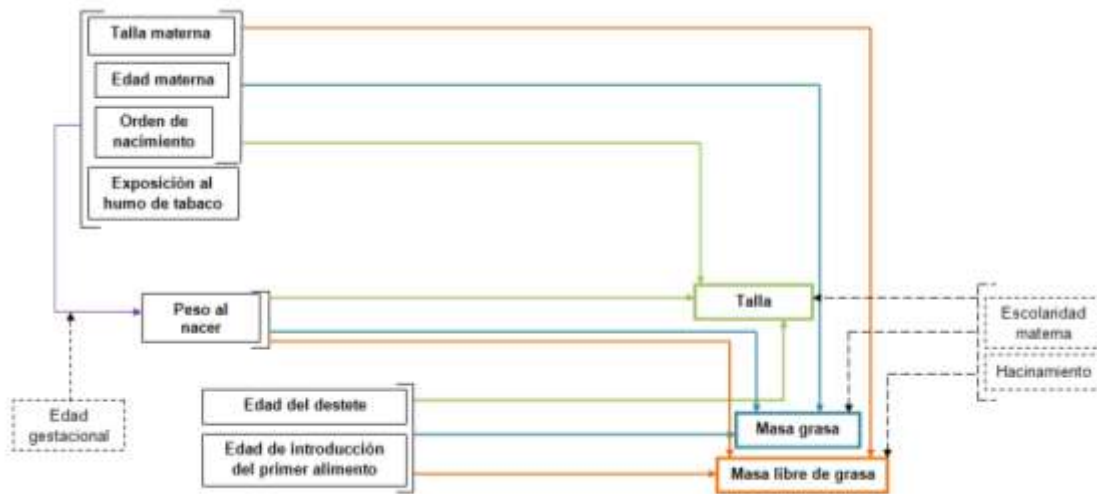 Talla materna
Edad materna
Orden de
nacimiento
Exposición al
humo de tabaco
Peso al
nacer
Talla
Escolaridad
materna
Hacinamiento
Edad
gestacional
Edad del destete
Edad de introducción
del primer alimento
Masa grasa
Masa libre de grasa